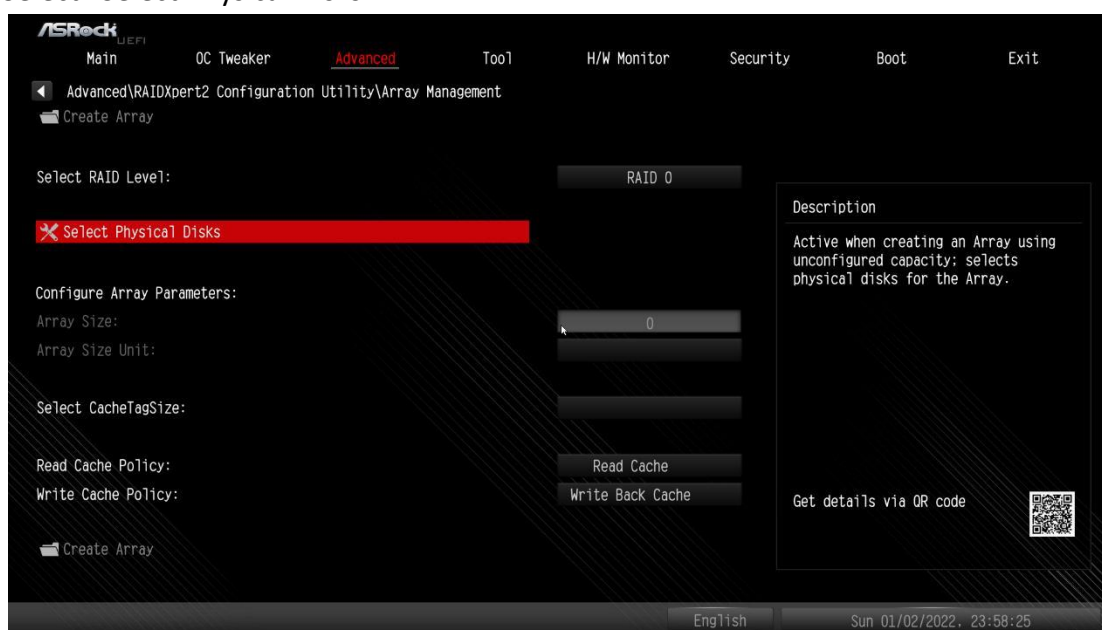 ASRock
UEFI
Main OC Tweaker Advanced Tool H/W Monitor Security Boot Exit
Advanced\RAIDXpert2 Configuration Utility\Array Management
Create Array
Select RAID Level: RAID 0
Select Physical Disks
Configure Array Parameters:
Array Size: 0
Array Size Unit:
Select CacheTagSize:
Read Cache Policy: Read Cache
Write Cache Policy: Write Back Cache
Create Array
Description
Active when creating an Array using
unconfigured capacity; selects
physical disks for the Array.
Get details via QR code
English Sun 01/02/2022, 23:58:25